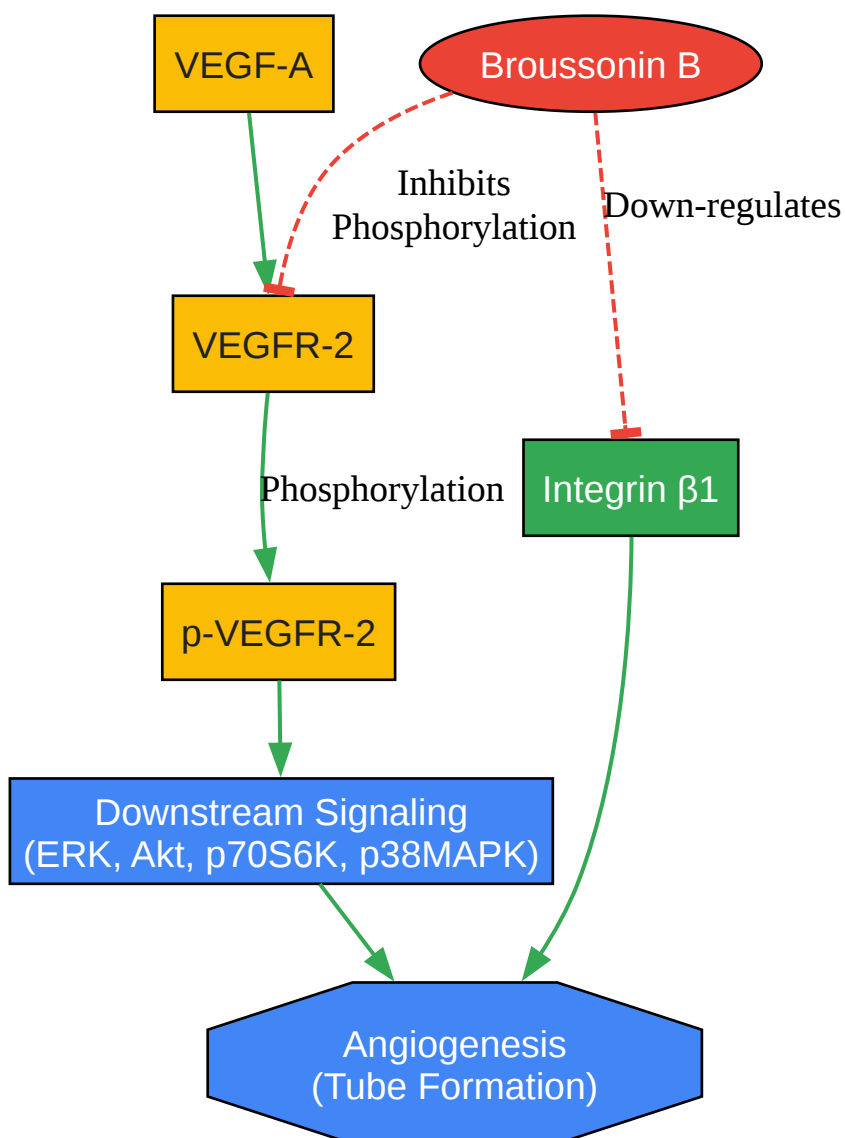 VEGF-A
Broussonin B
Inhibits
Phosphorylation
Down-regulates
VEGFR-2
Phosphorylation
Integrin β1
p-VEGFR-2
Downstream Signaling
(ERK, Akt, p70S6K, p38MAPK)
Angiogenesis
(Tube Formation)